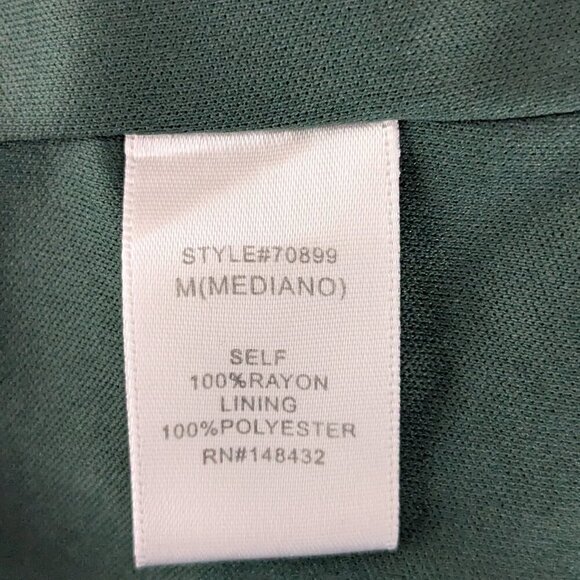 STYLE#70899
M(MEDIANO)
SELF
100%RAYON
LINING
100%POLYESTER
RN#148432